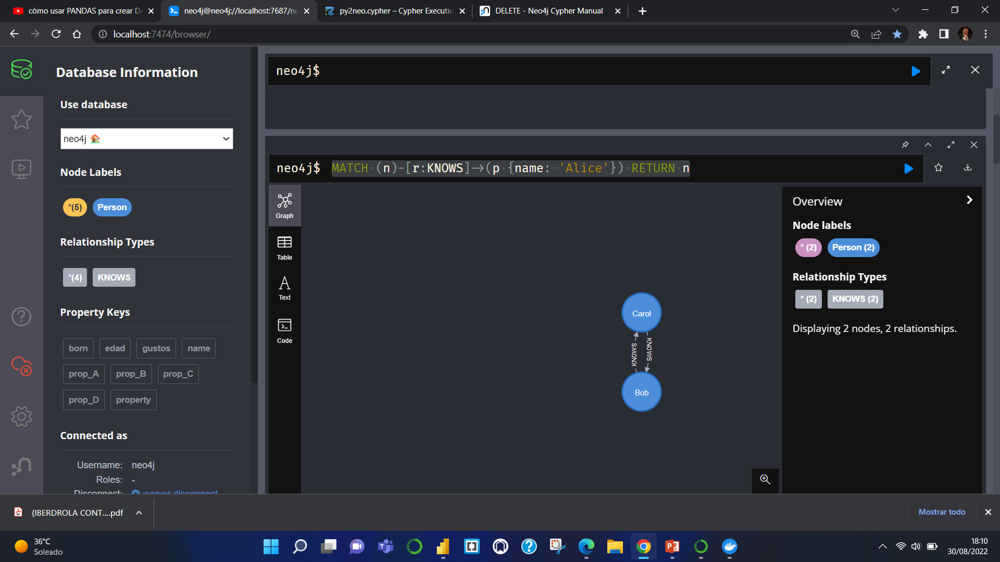 cómo usar PANDAS para crear DA
neo4j@neo4j://localhost:7687/ne
py2neo.cypher – Cypher Executio
DELETE - Neo4j Cypher Manual
localhost:7474/browser/
Database Information
Use database
neo4j
Node Labels
*(5) Person
Relationship Types
*(4) KNOWS
Property Keys
born edad gustos name
prop_A prop_B prop_C
prop_D property
Connected as
Username: neo4j
Roles: -
Disconnect: :server disconnect
neo4j$
neo4j$ MATCH (n)-[r:KNOWS]->(p {name: 'Alice'}) RETURN n
Graph
Table
Text
Code
Carol
KNOWS
KNOWS
Bob
Overview
Node labels
* (2) Person (2)
Relationship Types
* (2) KNOWS (2)
Displaying 2 nodes, 2 relationships.
(IBERDROLA CONT....pdf
Mostrar todo
36°C
Soleado
18:10
30/08/2022